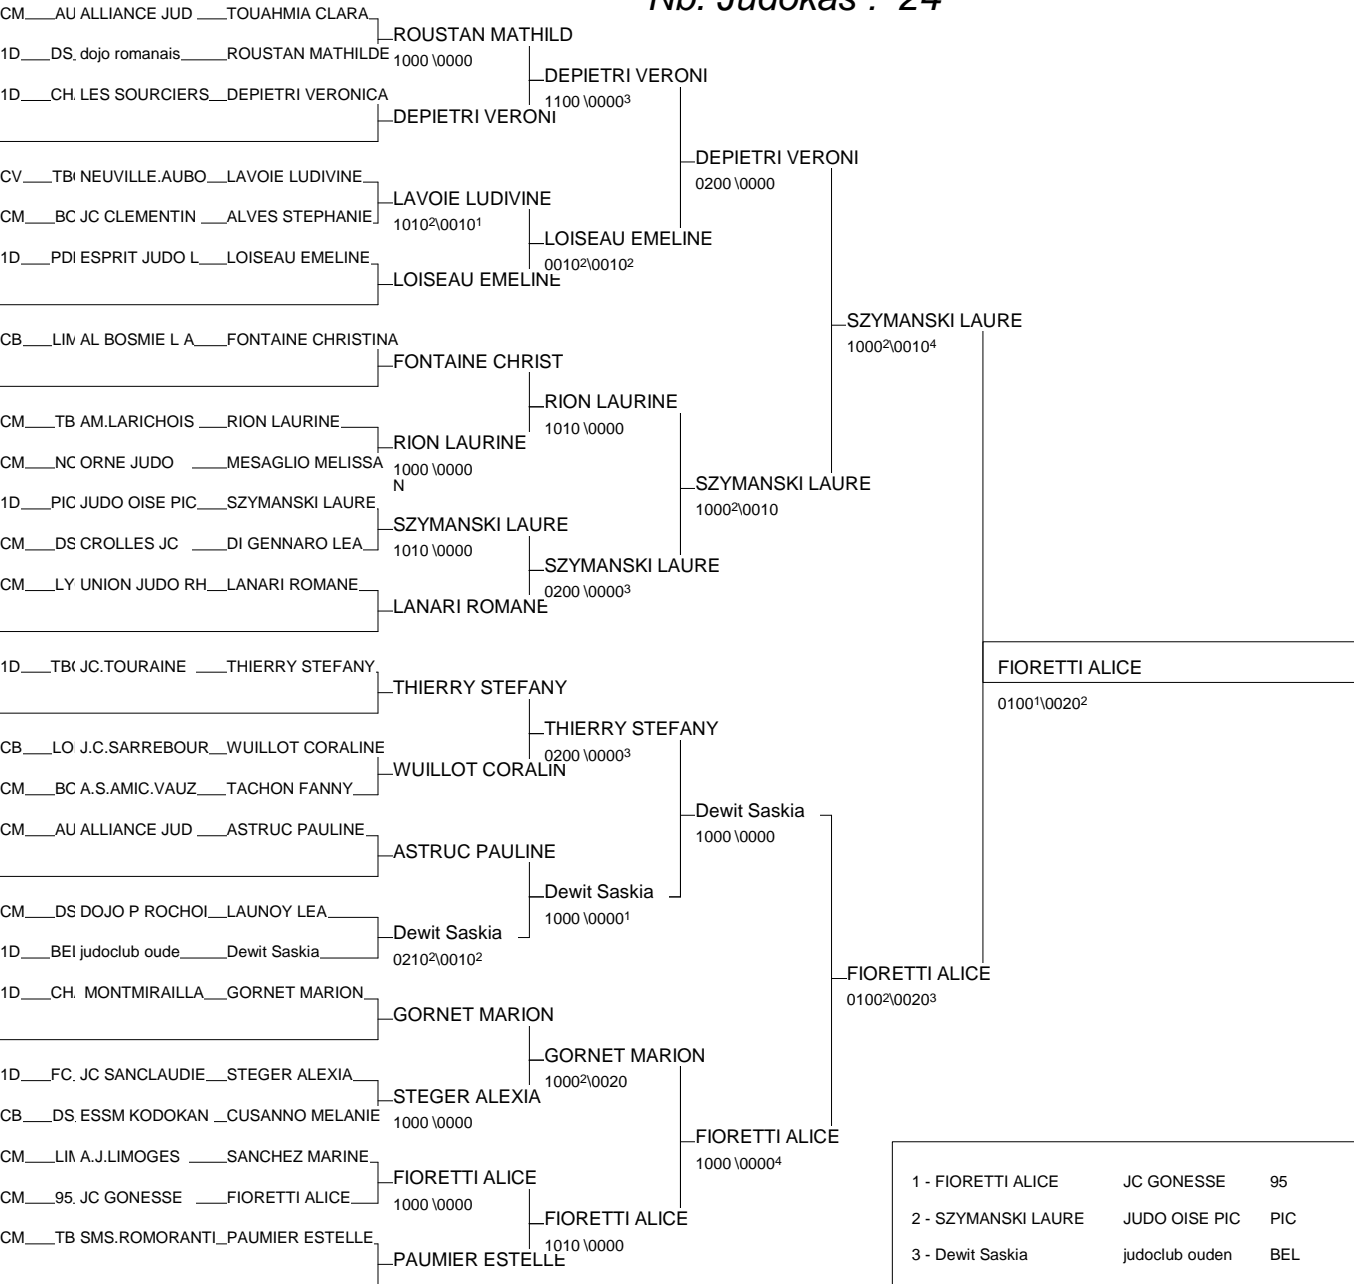 Nb. Judokas : 24
CM AU ALLIANCE JUD TOUAHMIA CLARA
ROUSTAN MATHILD
1D DS dojo romanais ROUSTAN MATHILDE
1000 \0000
DEPIETRI VERONI
1100 \0000³
1D CH LES SOURCIERS DEPIETRI VERONICA
DEPIETRI VERONI
DEPIETRI VERONI
0200 \0000
CV TB NEUVILLE.AUBO LAVOIE LUDIVINE
LAVOIE LUDIVINE
1010²\0010¹
CM BC JC CLEMENTIN ALVES STEPHANIE
LOISEAU EMELINE
0010²\0010²
1D PD ESPRIT JUDO L LOISEAU EMELINE
LOISEAU EMELINE
SZYMANSKI LAURE
1000²\0010⁴
CB LIM AL BOSMIE L A FONTAINE CHRISTINA
FONTAINE CHRIST
RION LAURINE
1010 \0000
CM TB AM.LARICHOIS RION LAURINE
RION LAURINE
1000 \0000
N
CM NC ORNE JUDO MESAGLIO MELISSA
SZYMANSKI LAURE
1000²\0010
1D PIC JUDO OISE PIC SZYMANSKI LAURE
SZYMANSKI LAURE
1010 \0000
CM DS CROLLES JC DI GENNARO LEA
SZYMANSKI LAURE
0200 \0000³
CM LY UNION JUDO RH LANARI ROMANE
LANARI ROMANE
1D TB JC.TOURAINE THIERRY STEFANY
FIORETTI ALICE
0100¹\0020²
THIERRY STEFANY
THIERRY STEFANY
0200 \0000³
CB LO J.C.SARREBOUR WUILLOT CORALINE
WUILLOT CORALIN
CM BC A.S.AMIC.VAUZ TACHON FANNY
Dewit Saskia
1000 \0000
CM AU ALLIANCE JUD ASTRUC PAULINE
ASTRUC PAULINE
Dewit Saskia
1000 \0000¹
CM DS DOJO P ROCHOI LAUNOY LEA
Dewit Saskia
0210²\0010²
1D BEL judoclub oude Dewit Saskia
FIORETTI ALICE
0100²\0020³
1D CH MONTMIRAILLA GORNET MARION
GORNET MARION
GORNET MARION
1000²\0020
1D FC JC SANCLAUDIE STEGER ALEXIA
STEGER ALEXIA
1000 \0000
CB DS ESSM KODOKAN CUSANNO MELANIE
FIORETTI ALICE
1000 \0000⁴
CM LIM A.J.LIMOGES SANCHEZ MARINE
FIORETTI ALICE
1000 \0000
CM 95 JC GONESSE FIORETTI ALICE
FIORETTI ALICE
1010 \0000
CM TB SMS.ROMORANTI PAUMIER ESTELLE
PAUMIER ESTELLE
1 - FIORETTI ALICE JC GONESSE 95
2 - SZYMANSKI LAURE JUDO OISE PIC PIC
3 - Dewit Saskia judoclub ouden BEL